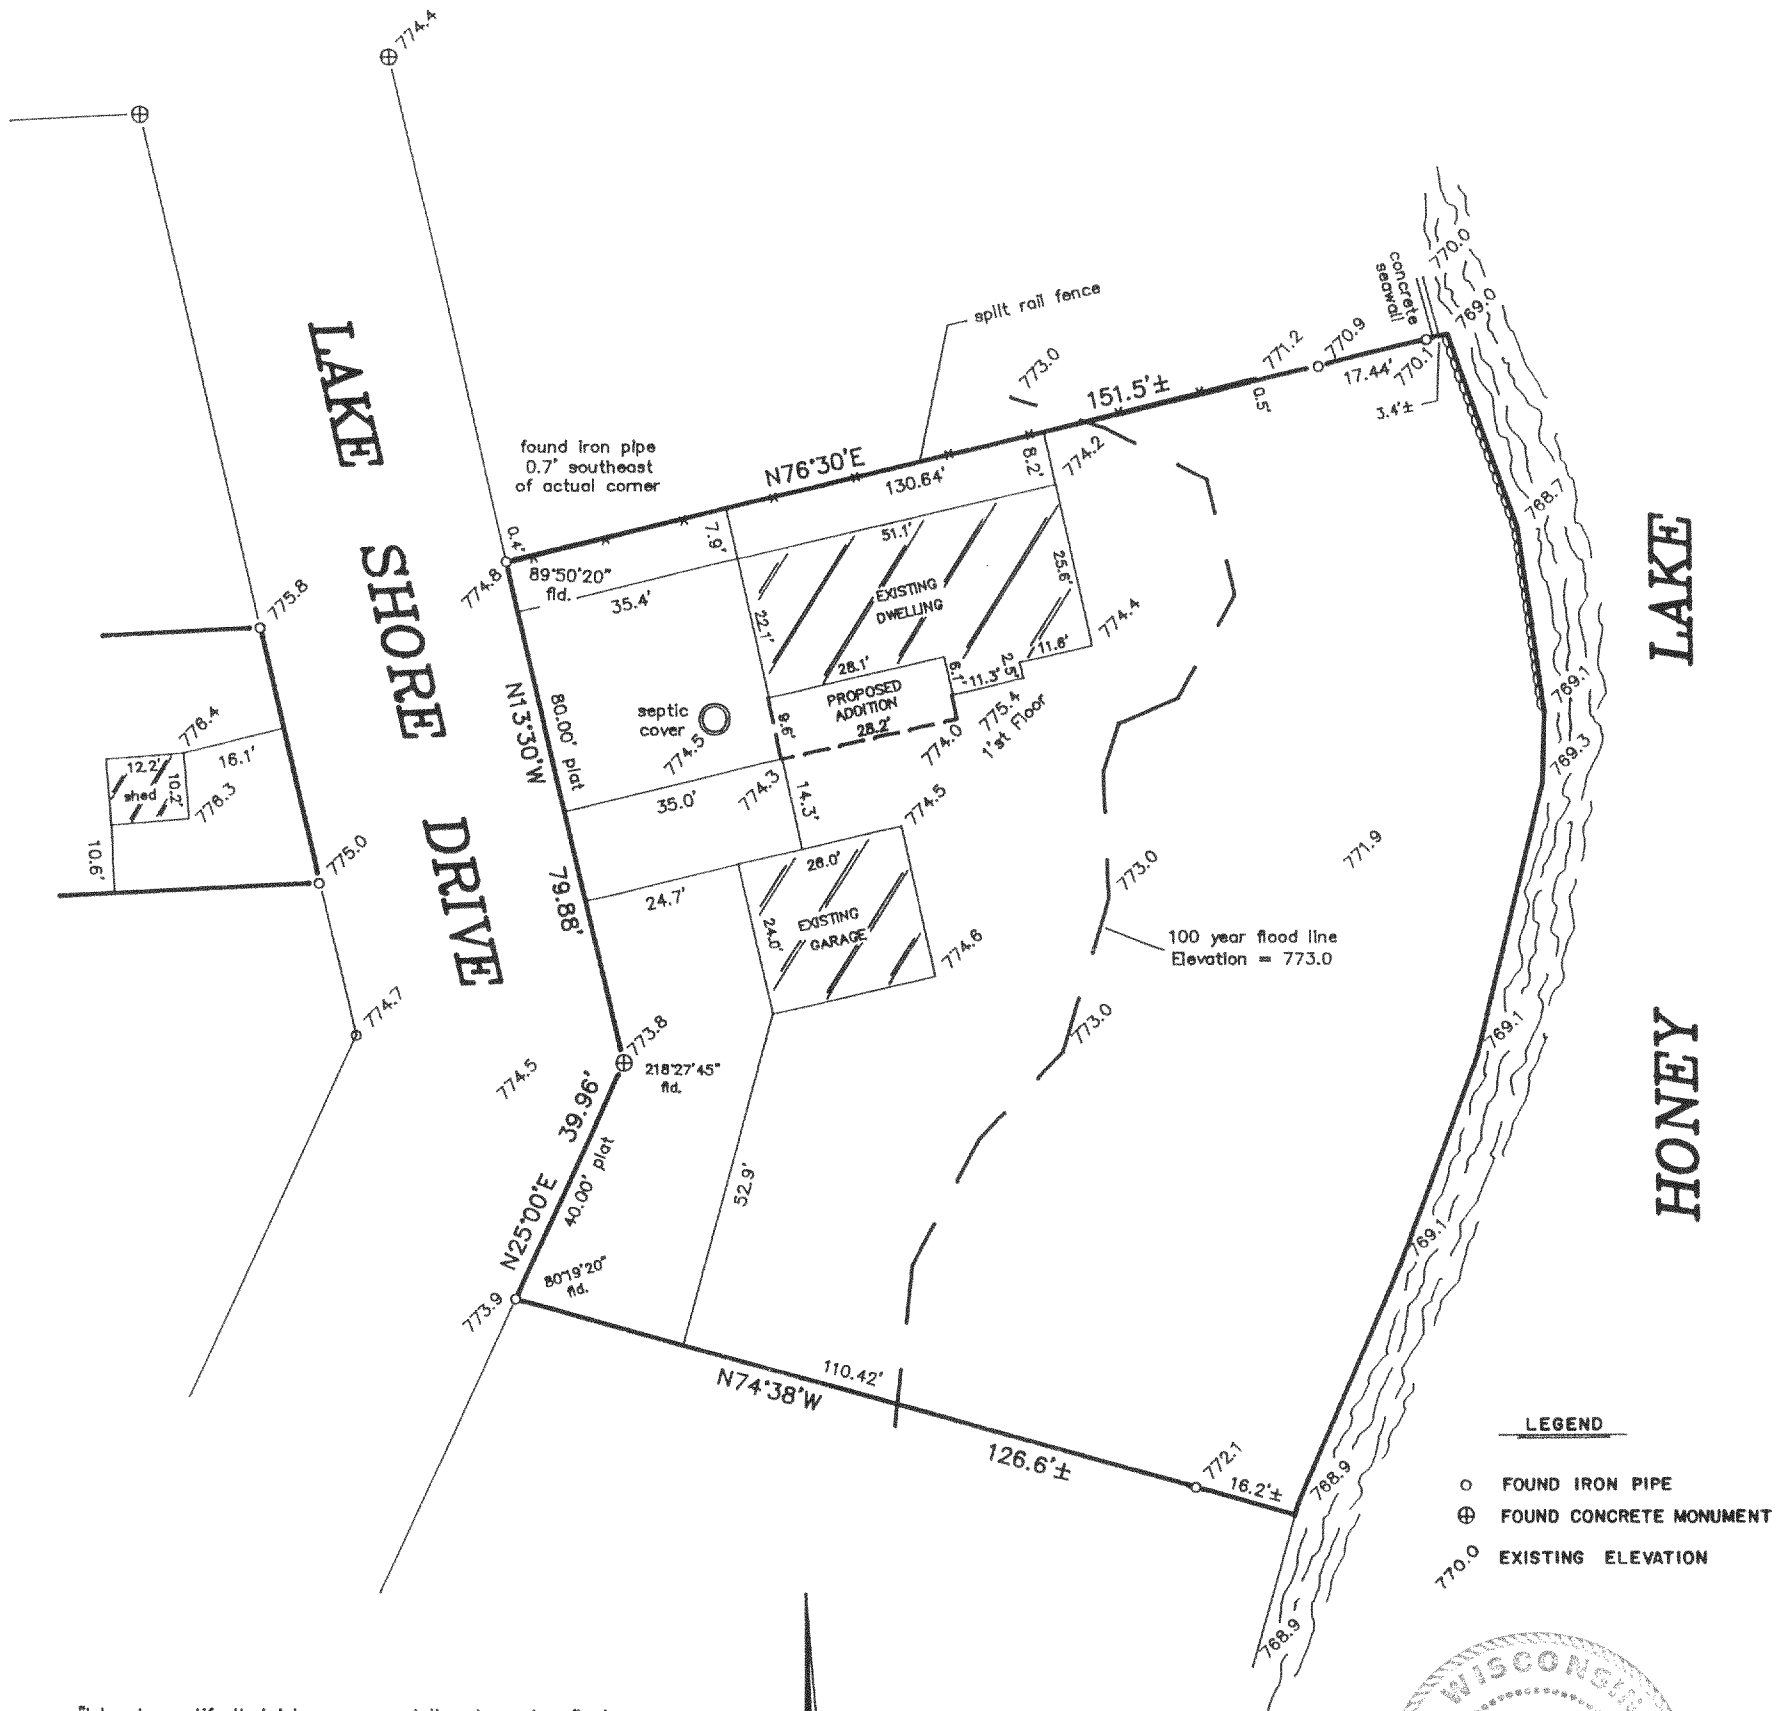 774.4
LAKE SHORE DRIVE
concrete
seawall
770.0
769.0
split rail fence
773.0
151.5'±
771.2
770.9
17.44'
770.1
3.4'±
0.5'
found iron pipe
0.7' southeast
of actual corner
N76°30'E
130.64'
8.2'
774.2
768.7
0.4'
7.9'
51.1'
774.8
89°50'20"
fld.
35.4'
EXISTING
DWELLING
25.6'
775.8
22.1'
774.4
28.1'
6.1'
11.3'
2.5'
11.6'
N13°30'W
80.00' plat
septic
cover
PROPOSED
ADDITION
28.2'
9.6'
775.4
1'st Floor
774.0
774.5
769.1
769.3
776.4
16.1'
12.2'
shed
10.2'
776.3
10.6'
35.0'
774.3
14.3'
774.5
775.0
79.88'
24.7'
26.0'
24.0'
EXISTING
GARAGE
774.6
773.0
771.9
100 year flood line
Elevation = 773.0
LAKE
HONEY
774.7
773.8
218°27'45"
fld.
774.5
39.96'
N25°00'E
40.00' plat
52.9'
773.0
769.1
769.1
80°19'20"
fld.
773.9
110.42'
N74°38'W
126.6'±
772.1
16.2'±
768.9
768.9
LEGEND
FOUND IRON PIPE
FOUND CONCRETE MONUMENT
770.0 EXISTING ELEVATION
WISCONSIN